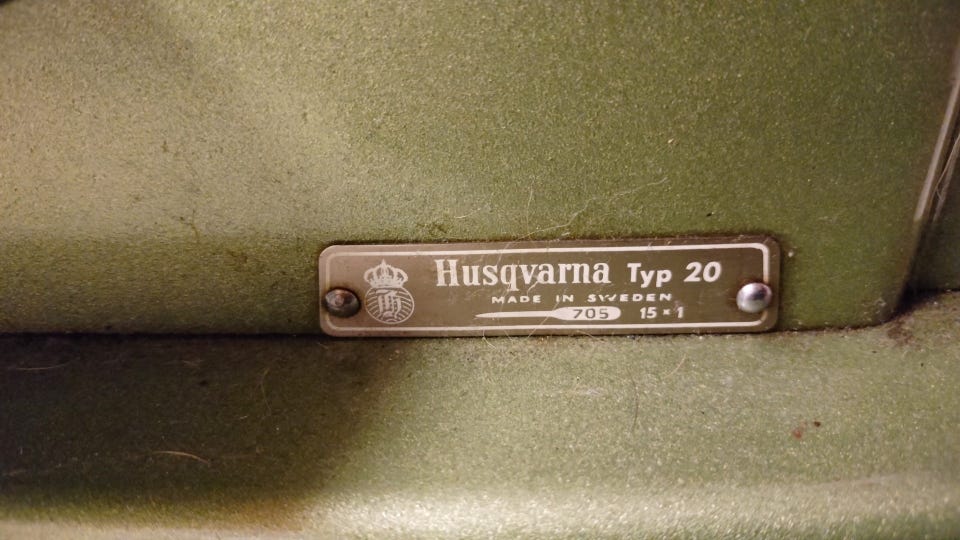 Husqvarna Typ 20
MADE IN SWEDEN
705 15 x 1